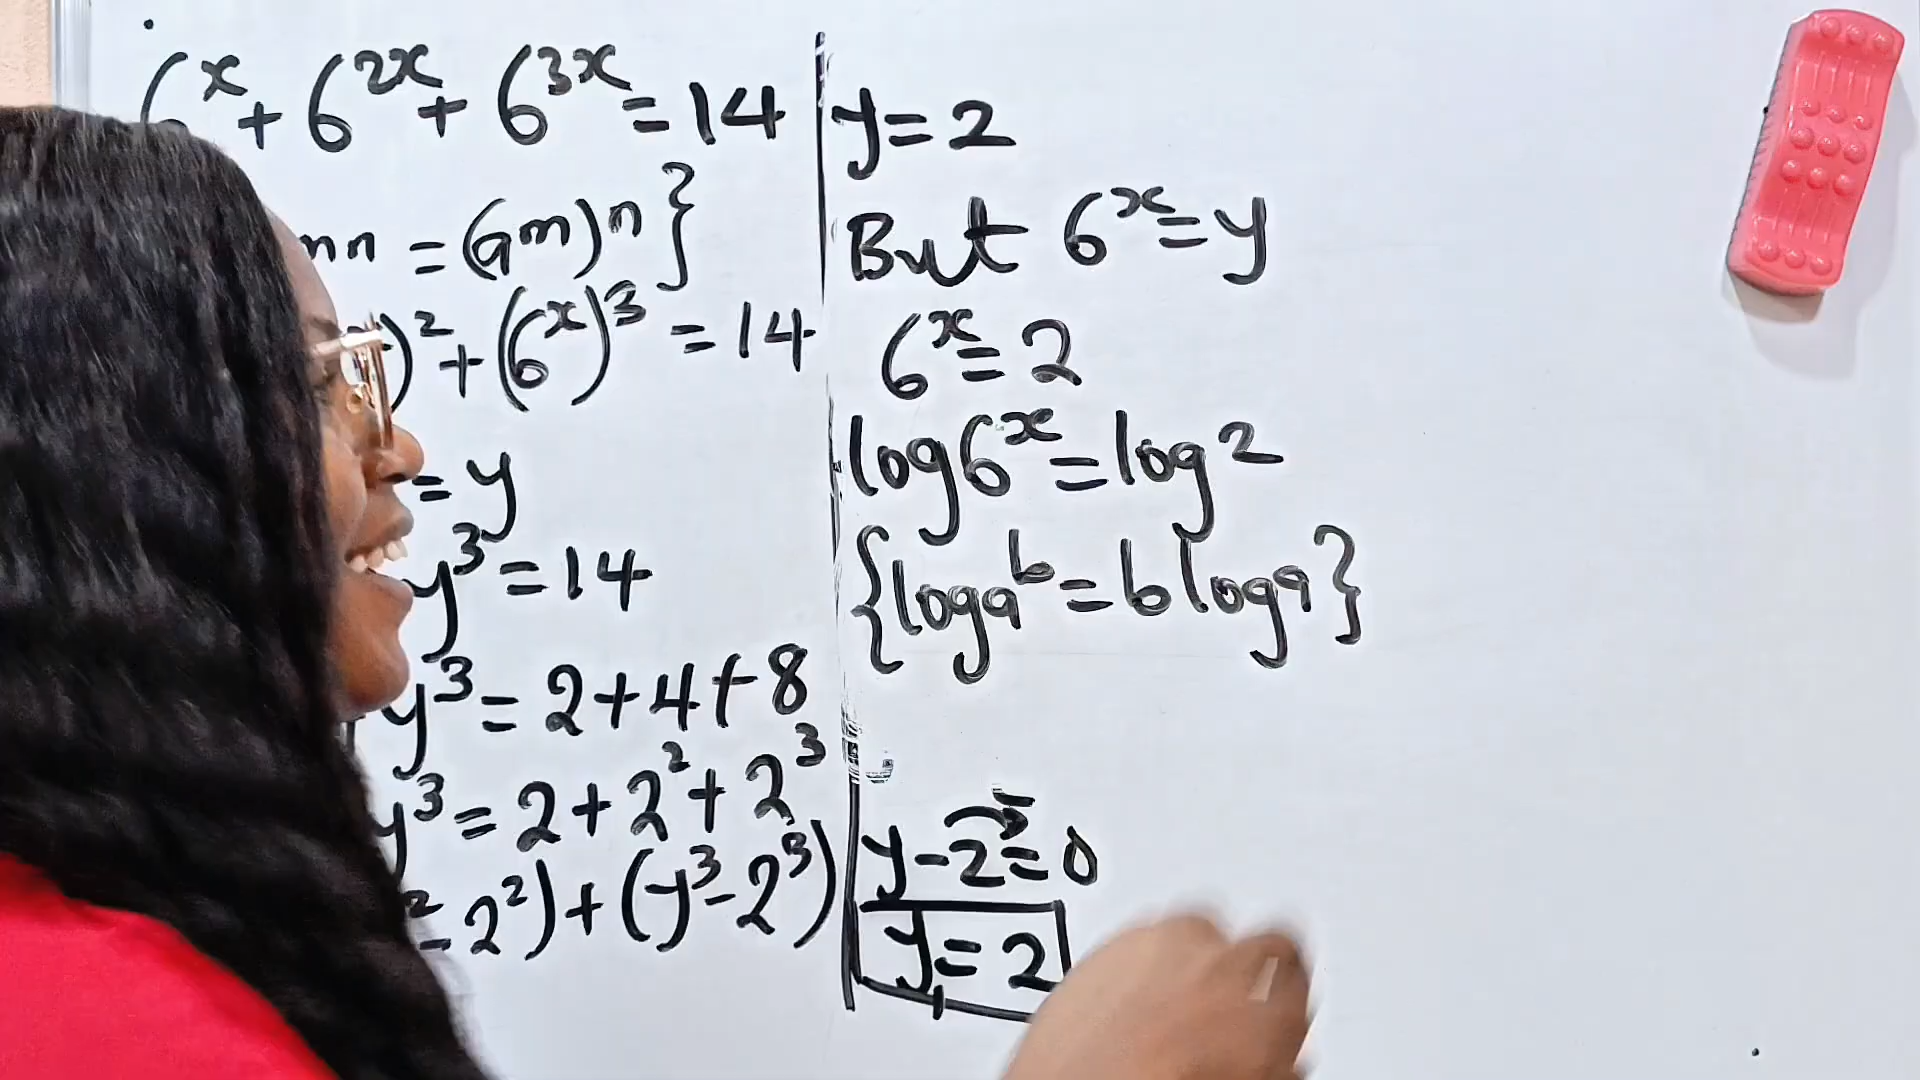 6^x + 6^2x + 6^3x = 14
mn = (a^m)^n }
)^2 + (6^x)^3 = 14
= y
y^3 = 14
y^3 = 2 + 4 + 8
y^3 = 2 + 2^2 + 2^3
^2 - 2^2) + (y^3 - 2^3)
y = 2
But 6^x = y
6^x = 2
log 6^x = log 2
{log a^b = b log a}
y - 2 = 0
y = 2